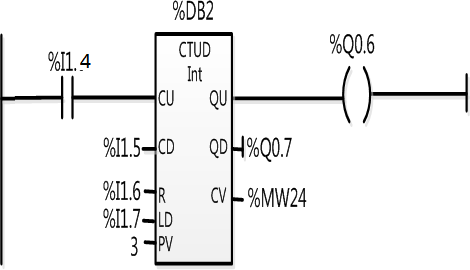 %DB2
CTUD
Int
%I1.4
%Q0.6
CU
QU
%I1.5
CD
QD
%Q0.7
%I1.6
R
CV
%MW24
%I1.7
LD
3
PV